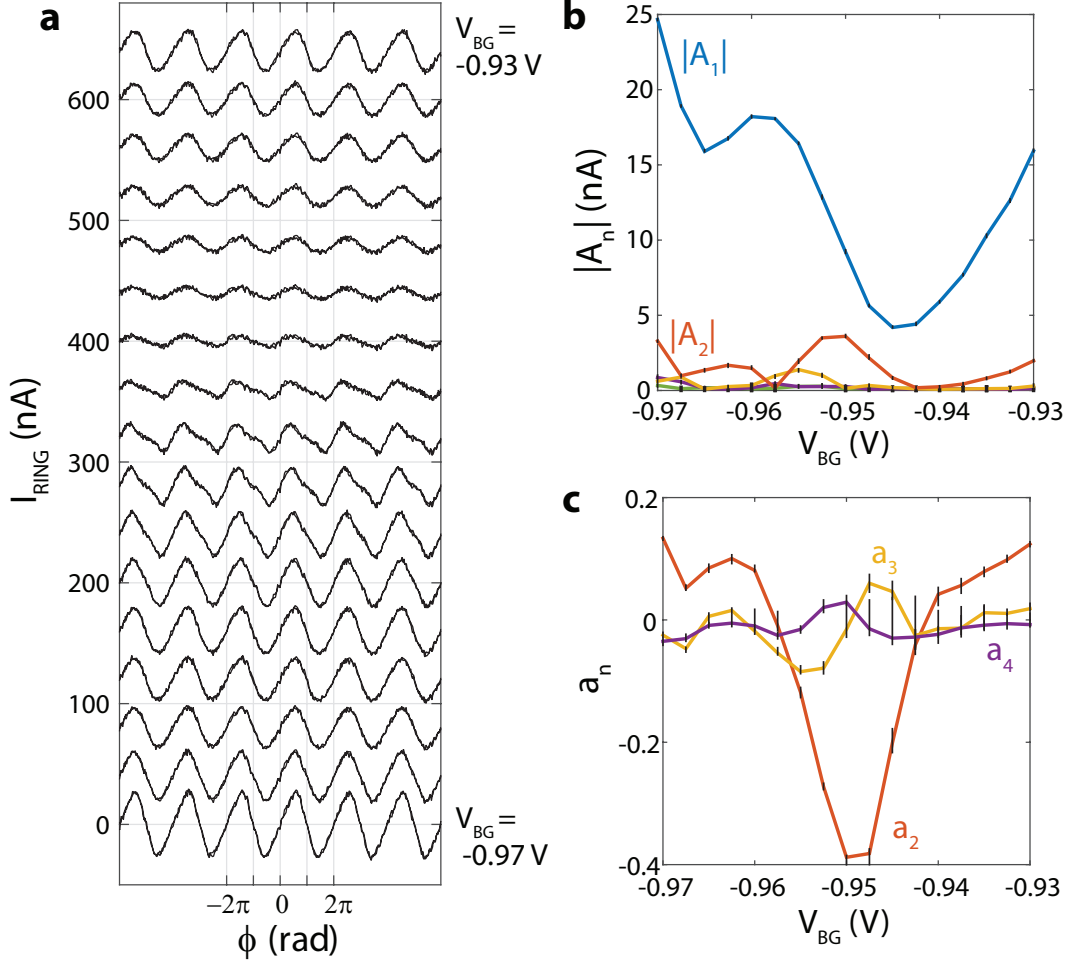 a
V_BG =
-0.93 V
600
500
400
300
200
100
0
I_RING (nA)
V_BG =
-0.97 V
−2π 0 2π
ϕ (rad)
b
25
20
15
10
5
0
|A_n| (nA)
|A_1|
|A_2|
-0.97 -0.96 -0.95 -0.94 -0.93
V_BG (V)
c
0.2
0
-0.2
-0.4
a_n
a_3
a_4
a_2
-0.97 -0.96 -0.95 -0.94 -0.93
V_BG (V)